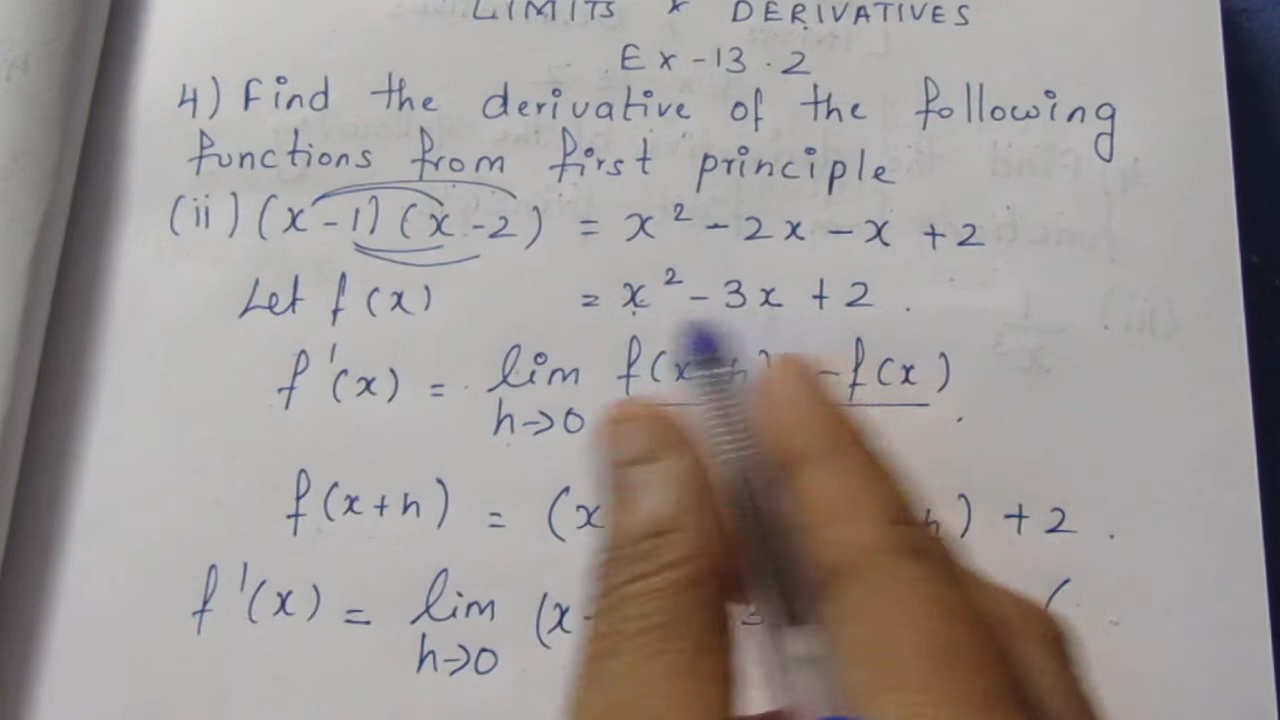 LIMITS & DERIVATIVES
Ex-13.2
4) Find the derivative of the following
functions from first principle
(ii) (x-1)(x-2) = x² - 2x - x + 2
Let f(x) = x² - 3x + 2.
f'(x) = lim h→0 f(x - f(x).
f(x+h) = (x h) + 2.
f'(x) = lim h→0 (x 3 (